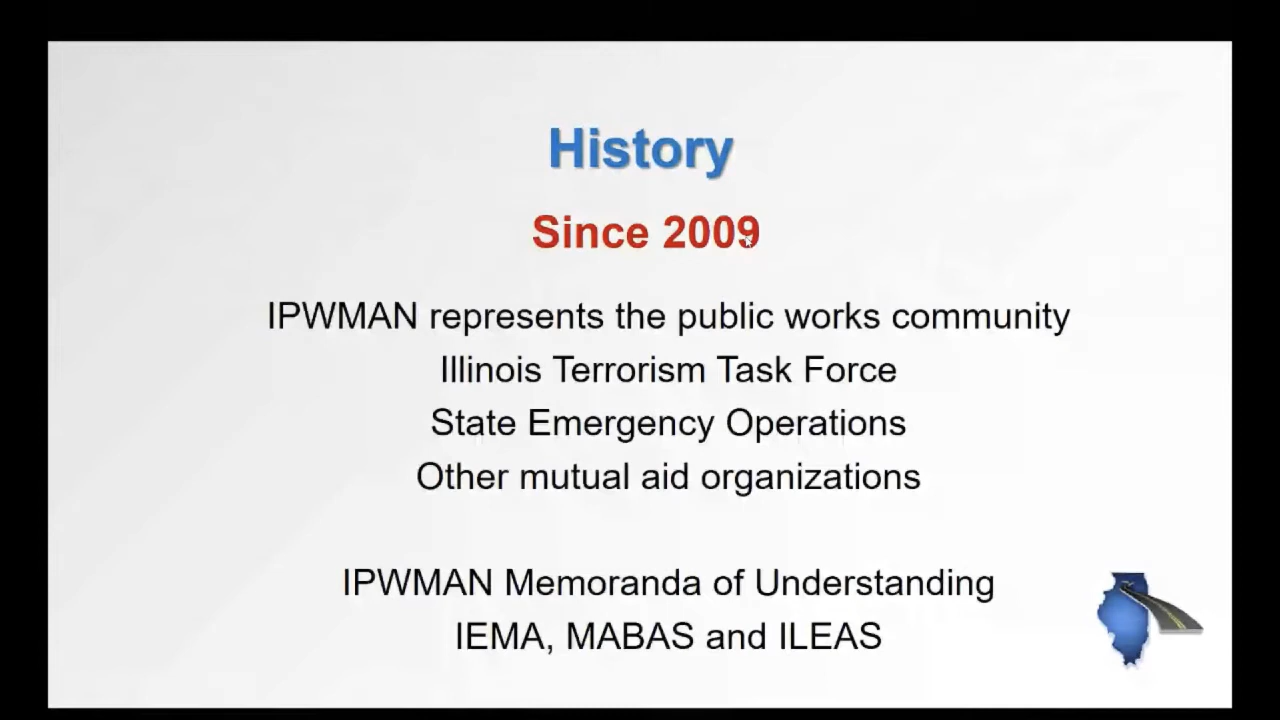 History
Since 2009
IPWMAN represents the public works community
Illinois Terrorism Task Force
State Emergency Operations
Other mutual aid organizations
IPWMAN Memoranda of Understanding
IEMA, MABAS and ILEAS